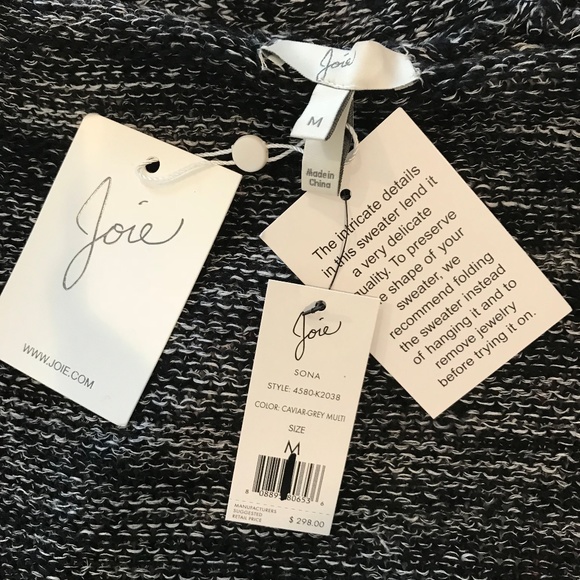 Joie
M
Made in
China
Joie
WWW.JOIE.COM
The intricate details
in this sweater lend it
a very delicate
quality. To preserve
the shape of your
sweater, we
recommend folding
the sweater instead
of hanging it and to
remove jewelry
before trying it on.
Joie
SONA
STYLE: 4580-K2038
COLOR: CAVIAR-GREY MULTI
SIZE
M
MANUFACTURERS
SUGGESTED
RETAIL PRICE
$ 298.00